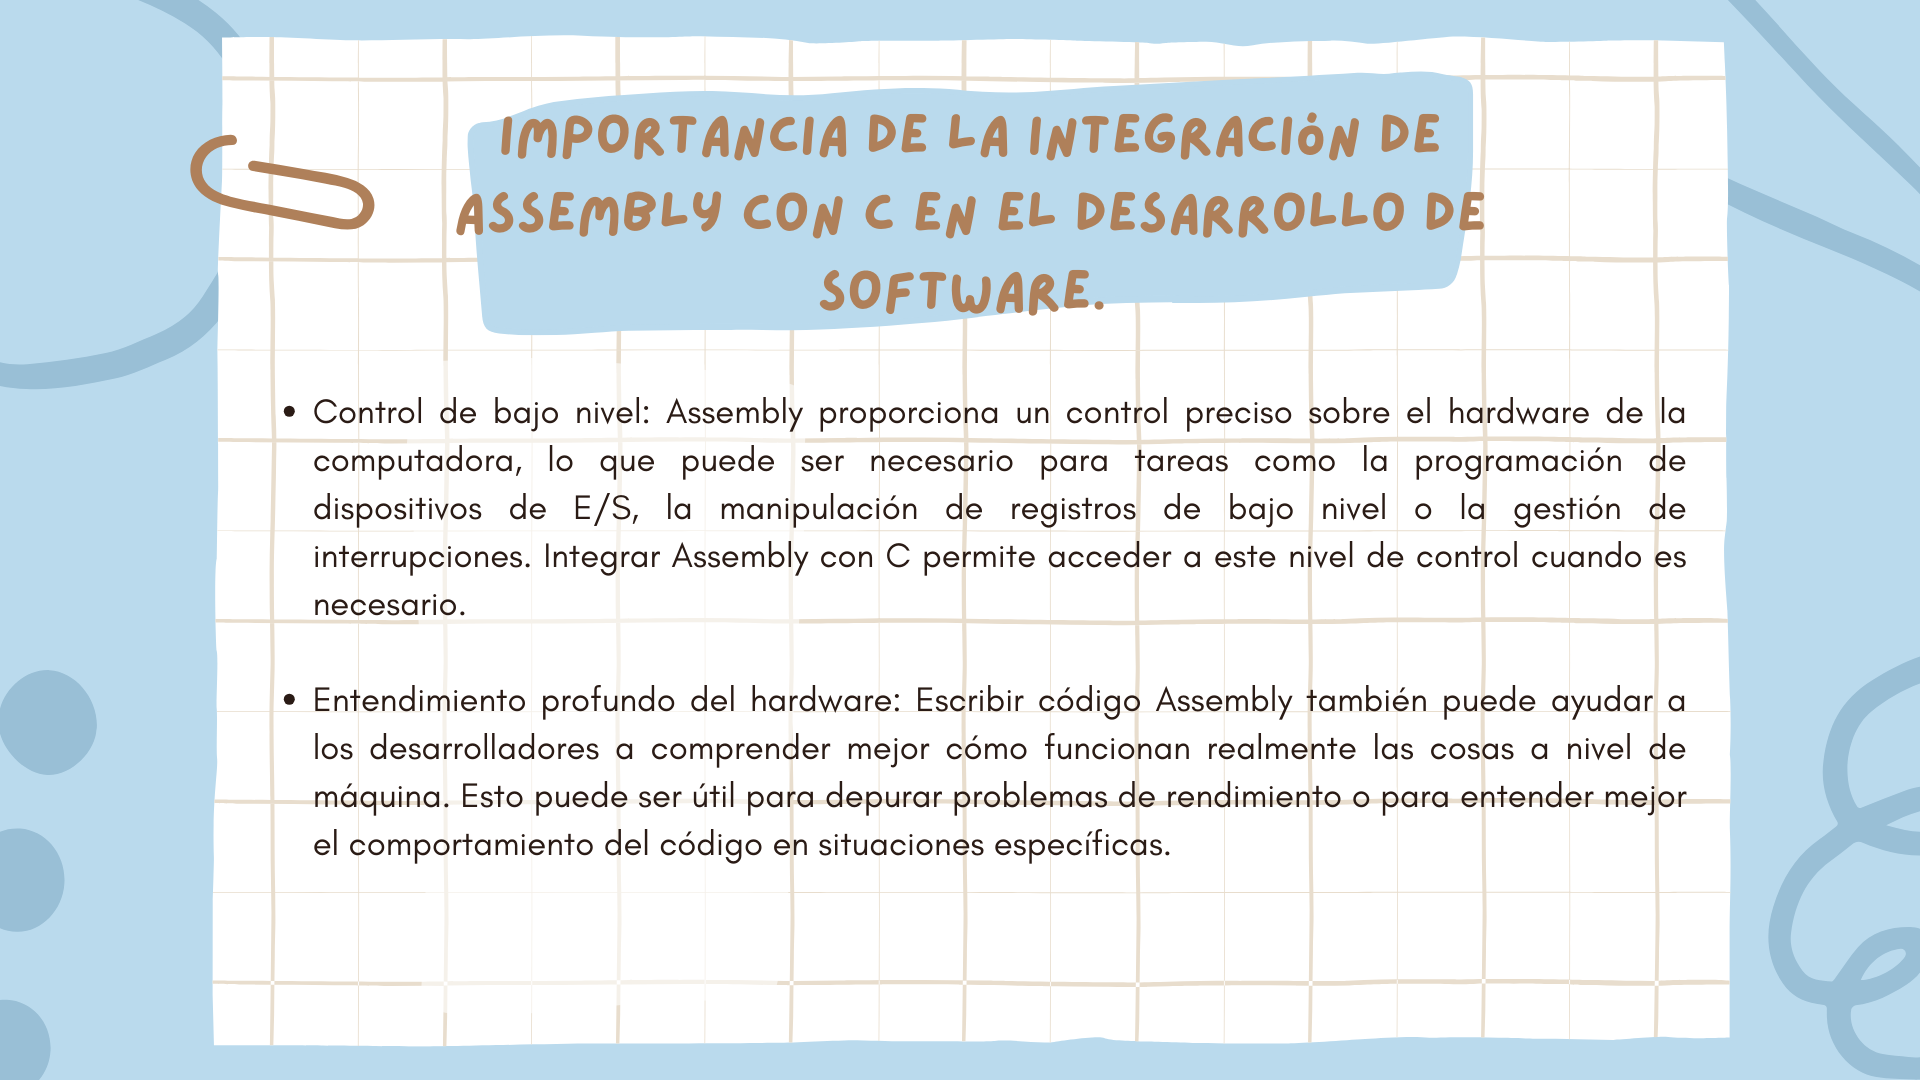 IMPORTANCIA DE LA INTEGRACIÓN DE
ASSEMBLY CON C EN EL DESARROLLO DE
SOFTWARE.
• Control de bajo nivel: Assembly proporciona un control preciso sobre el hardware de la
computadora, lo que puede ser necesario para tareas como la programación de
dispositivos de E/S, la manipulación de registros de bajo nivel o la gestión de
interrupciones. Integrar Assembly con C permite acceder a este nivel de control cuando es
necesario.
• Entendimiento profundo del hardware: Escribir código Assembly también puede ayudar a
los desarrolladores a comprender mejor cómo funcionan realmente las cosas a nivel de
máquina. Esto puede ser útil para depurar problemas de rendimiento o para entender mejor
el comportamiento del código en situaciones específicas.